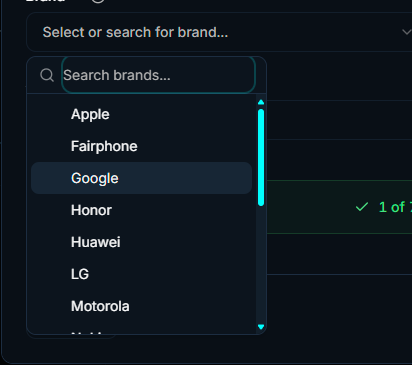 Select or search for brand...
Search brands...
Apple
Fairphone
Google
1 of
Honor
Huawei
LG
Motorola